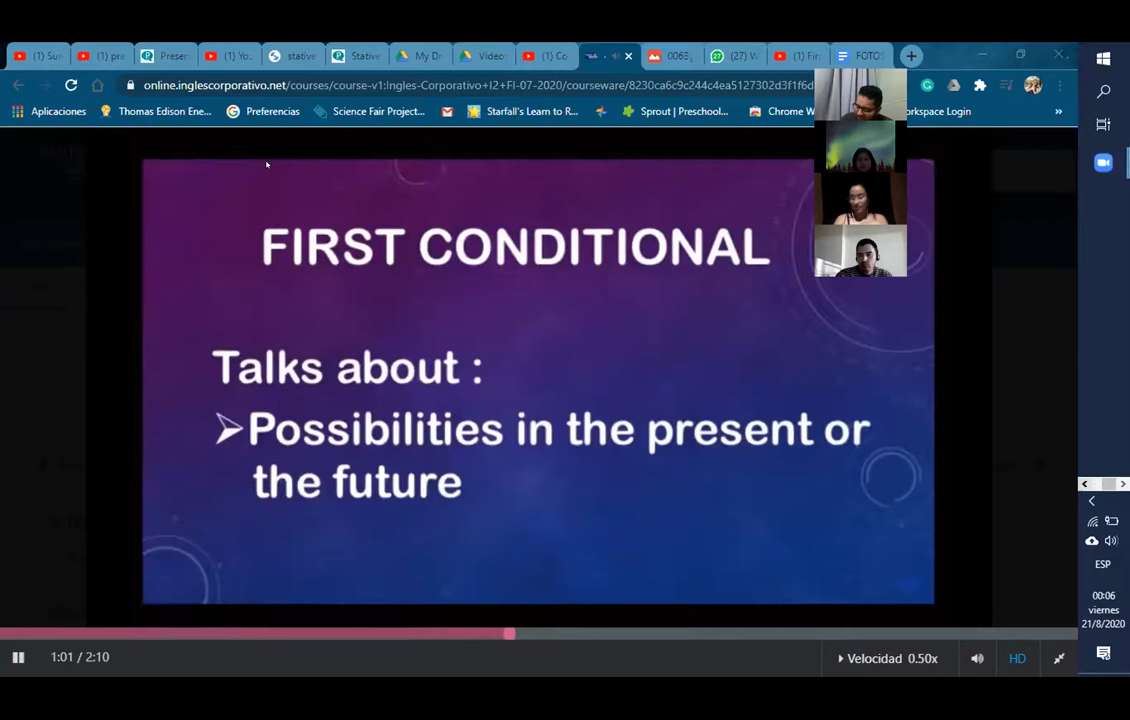 (1) Sun
(1) pre
Preser
(1) Yo
stative
Stative
My Dr
Video
(1) Co
0063
(27) W
(1) Fir
FOTOS
online.inglescorporativo.net/courses/course-v1:Ingles-Corporativo+I2+FI-07-2020/courseware/8230ca6c9c244c4ea5127302d3f1f6d
Aplicaciones
Thomas Edison Ene...
Preferencias
Science Fair Project...
Starfall's Learn to R...
Sprout | Preschool...
Chrome W
orkspace Login
»
FIRST CONDITIONAL
Talks about :
Possibilities in the present or
the future
ESP
00:06
viernes
21/8/2020
1:01 / 2:10
Velocidad 0.50x
HD